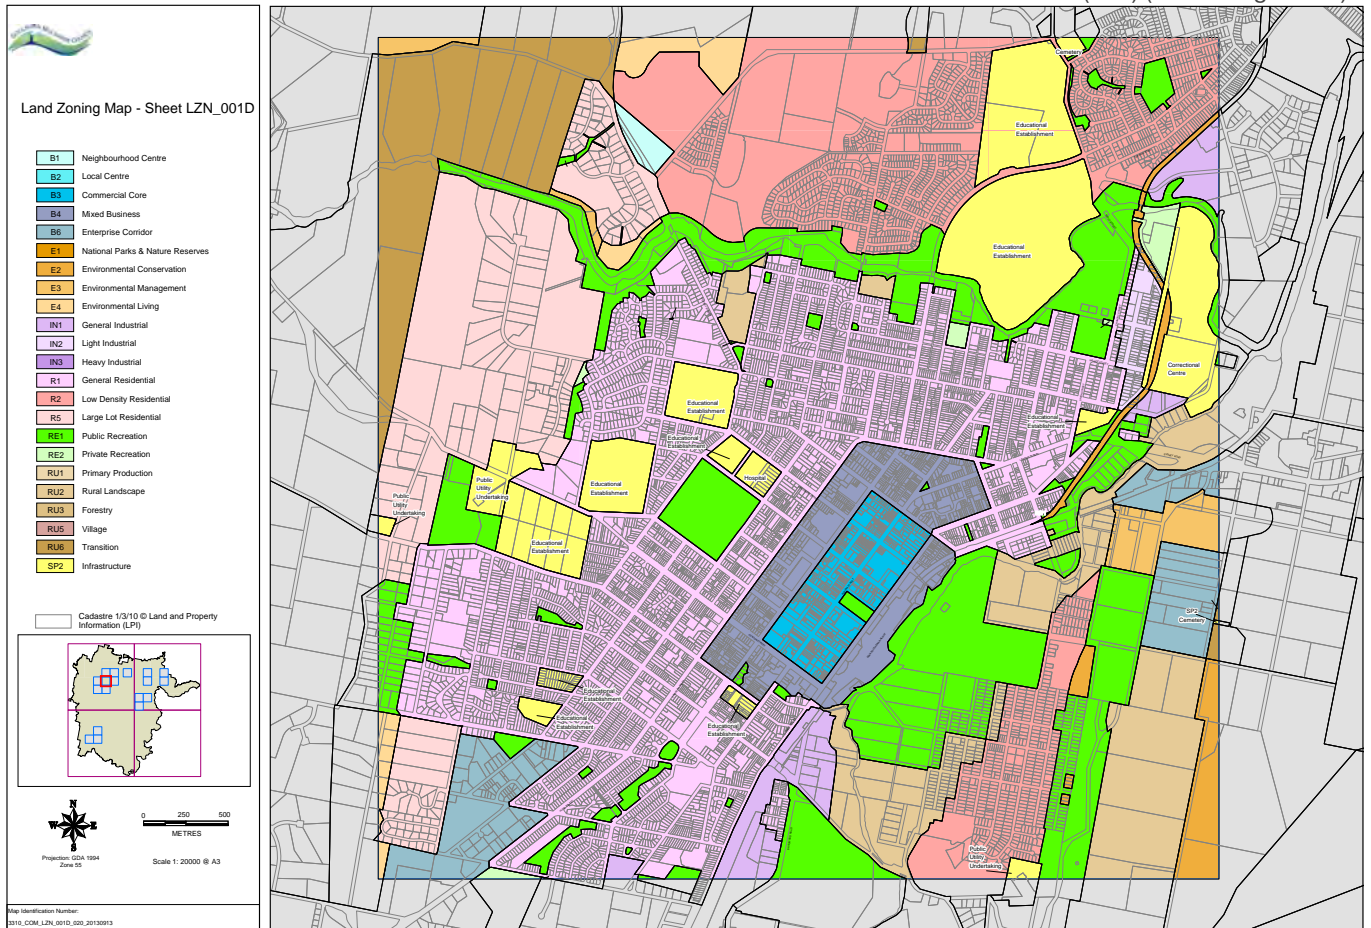 Land Zoning Map - Sheet LZN_001D
B1 Neighbourhood Centre
B2 Local Centre
B3 Commercial Core
B4 Mixed Business
B6 Enterprise Corridor
E1 National Parks & Nature Reserves
E2 Environmental Conservation
E3 Environmental Management
E4 Environmental Living
IN1 General Industrial
IN2 Light Industrial
IN3 Heavy Industrial
R1 General Residential
R2 Low Density Residential
R5 Large Lot Residential
RE1 Public Recreation
RE2 Private Recreation
RU1 Primary Production
RU2 Rural Landscape
RU3 Forestry
RU5 Village
RU6 Transition
SP2 Infrastructure
Cadastre 1/3/10 © Land and Property
Information (LPI)
N
W E
S
0 250 500
METRES
Projection: GDA 1994
Zone 55
Scale 1: 20000 @ A3
Map Identification Number:
3310_COM_LZN_001D_020_20130913
Cemetery
Educational
Establishment
Educational
Establishment
Correctional
Centre
Educational
Establishment
Educational
Establishment
Educational
Establishment
Hospital
Public
Utility
Undertaking
Educational
Establishment
Public
Utility
Undertaking
Educational
Establishment
SP2
Cemetery
Educational
Establishment
Educational
Establishment
Educational
Establishment
Public
Utility
Undertaking